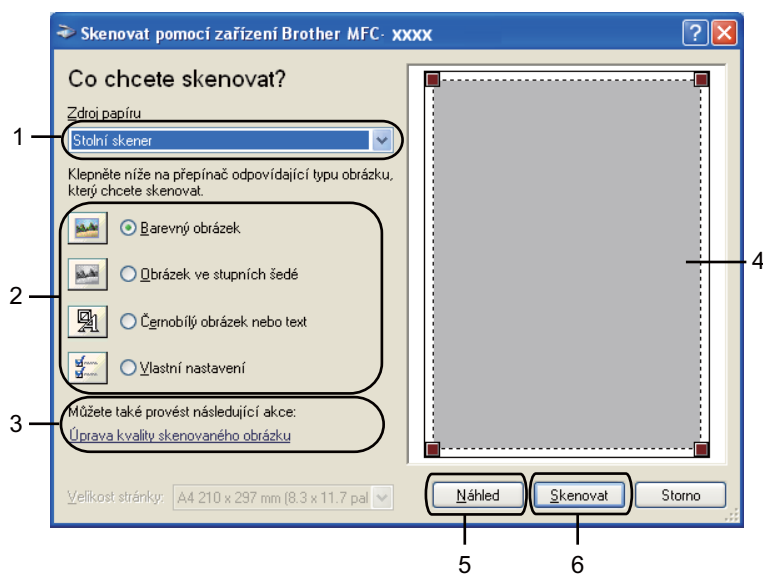 Skenovat pomocí zařízení Brother MFC- xxxx
Co chcete skenovat?
Zdroj papíru
1
Stolní skener
Klepněte níže na přepínač odpovídající typu obrázku,
který chcete skenovat.
2
Barevný obrázek
Obrázek ve stupních šedé
Černobílý obrázek nebo text
Vlastní nastavení
3
Můžete také provést následující akce:
Úprava kvality skenovaného obrázku
4
Velikost stránky:
A4 210 x 297 mm (8.3 x 11.7 pal
Náhled
Skenovat
Storno
5
6